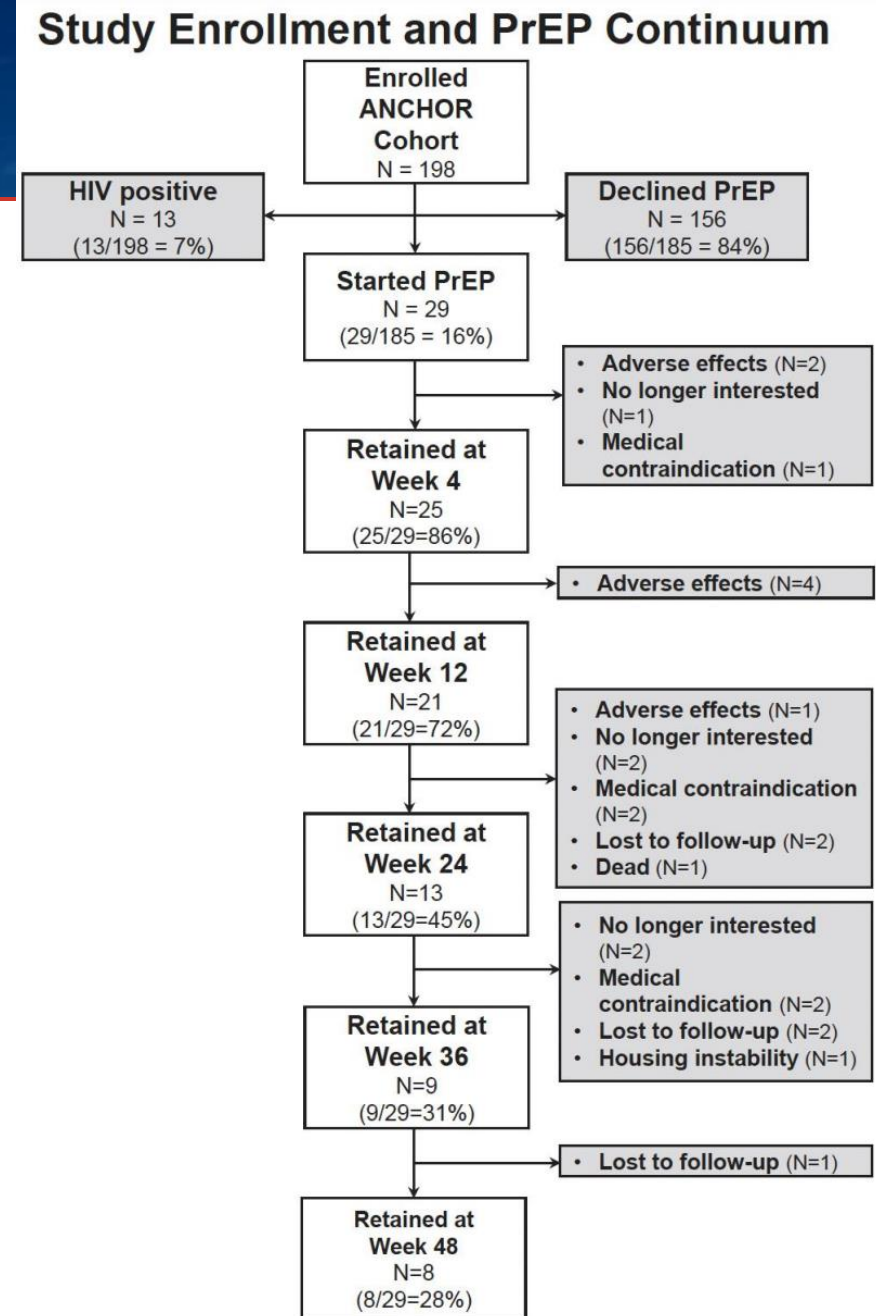 Study Enrollment and PrEP Continuum
Enrolled
ANCHOR
Cohort
N = 198
HIV positive
N = 13
(13/198 = 7%)
Declined PrEP
N = 156
(156/185 = 84%)
Started PrEP
N = 29
(29/185 = 16%)
• Adverse effects (N=2)
• No longer interested
(N=1)
• Medical
contraindication (N=1)
Retained at
Week 4
N=25
(25/29=86%)
• Adverse effects (N=4)
Retained at
Week 12
N=21
(21/29=72%)
• Adverse effects (N=1)
• No longer interested
(N=2)
• Medical contraindication
(N=2)
• Lost to follow-up (N=2)
• Dead (N=1)
Retained at
Week 24
N=13
(13/29=45%)
• No longer interested
(N=2)
• Medical
contraindication (N=2)
• Lost to follow-up (N=2)
• Housing instability (N=1)
Retained at
Week 36
N=9
(9/29=31%)
• Lost to follow-up (N=1)
Retained at
Week 48
N=8
(8/29=28%)